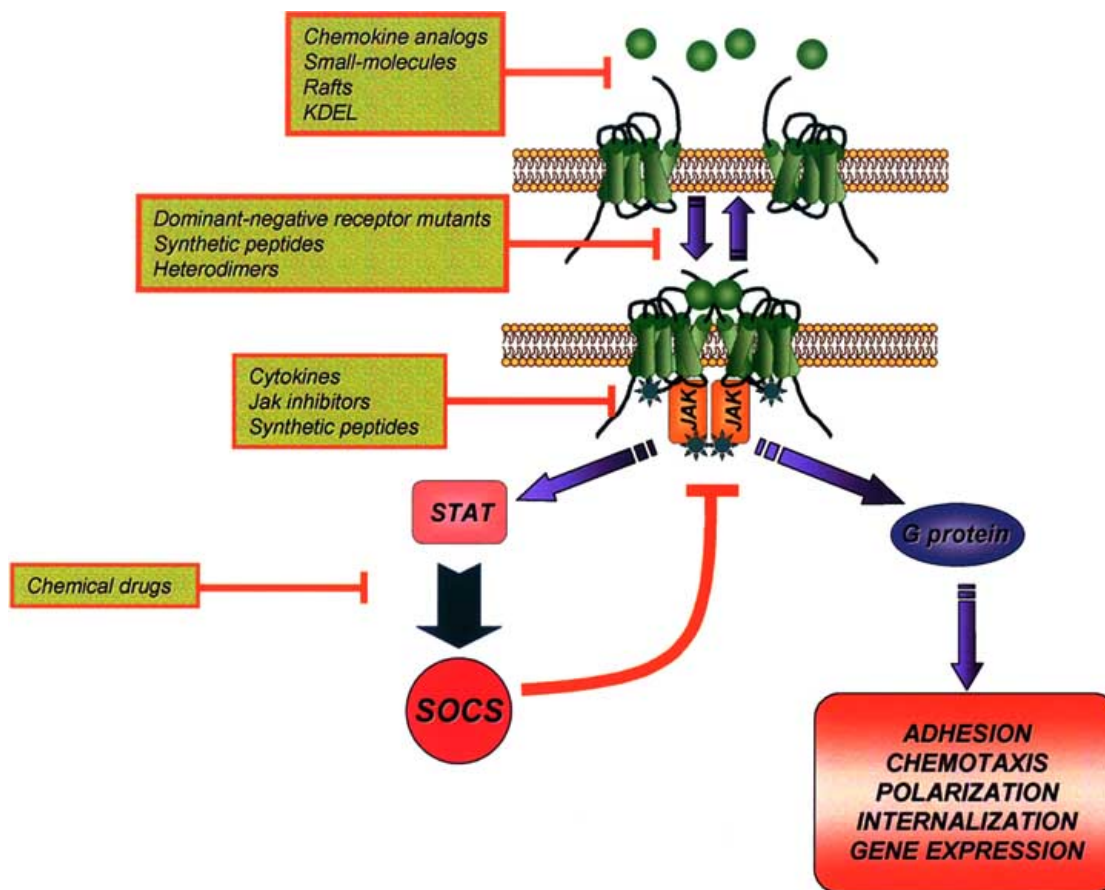 Chemokine analogs
Small-molecules
Rafts
KDEL
Dominant-negative receptor mutants
Synthetic peptides
Heterodimers
Cytokines
Jak inhibitors
Synthetic peptides
JAK
JAK
STAT
G protein
Chemical drugs
SOCS
ADHESION
CHEMOTAXIS
POLARIZATION
INTERNALIZATION
GENE EXPRESSION